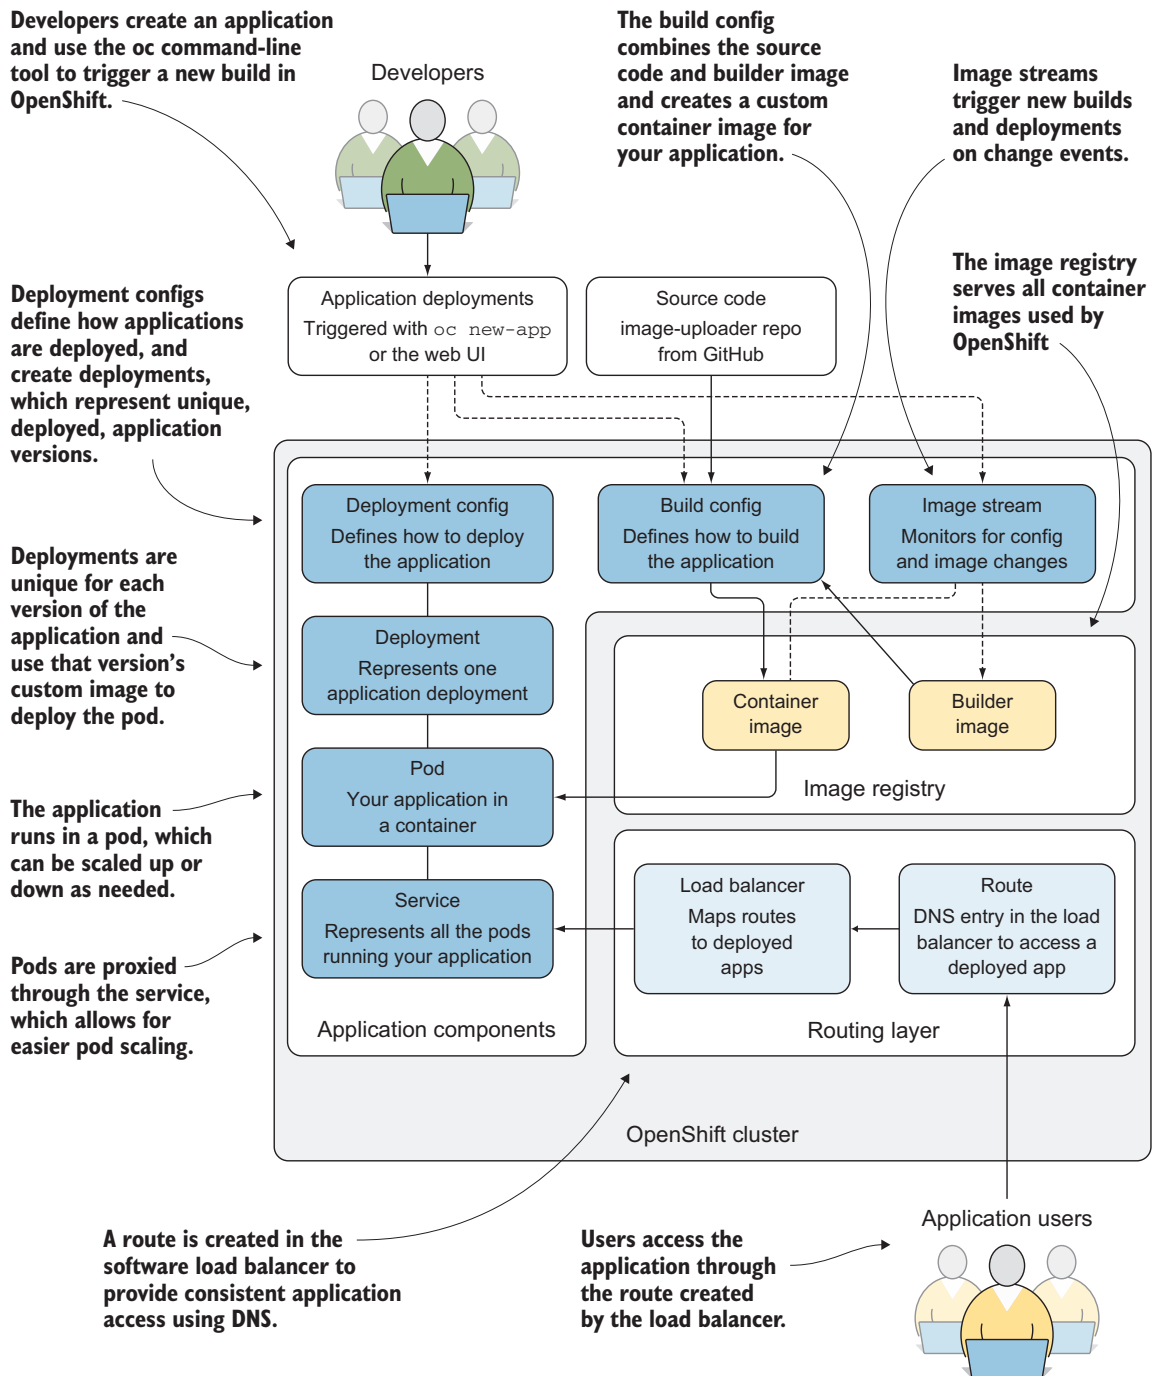 Developers create an application
and use the oc command-line
tool to trigger a new build in
OpenShift.
Developers
The build config
combines the source
code and builder image
and creates a custom
container image for
your application.
Image streams
trigger new builds
and deployments
on change events.
The image registry
serves all container
images used by
OpenShift
Deployment configs
define how applications
are deployed, and
create deployments,
which represent unique,
deployed, application
versions.
Application deployments
Triggered with oc new-app
or the web UI
Source code
image-uploader repo
from GitHub
Deployment config
Defines how to deploy
the application
Build config
Defines how to build
the application
Image stream
Monitors for config
and image changes
Deployments are
unique for each
version of the
application and
use that version's
custom image to
deploy the pod.
Deployment
Represents one
application deployment
Container
image
Builder
image
Image registry
The application
runs in a pod, which
can be scaled up or
down as needed.
Pod
Your application in
a container
Service
Represents all the pods
running your application
Load balancer
Maps routes
to deployed
apps
Route
DNS entry in the load
balancer to access a
deployed app
Pods are proxied
through the service,
which allows for
easier pod scaling.
Application components
Routing layer
OpenShift cluster
A route is created in the
software load balancer to
provide consistent application
access using DNS.
Users access the
application through
the route created
by the load balancer.
Application users